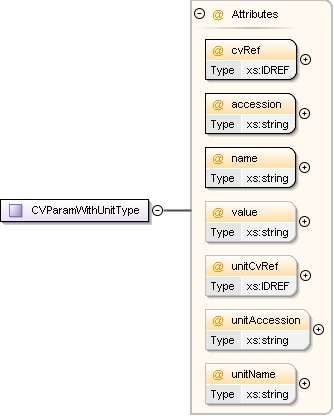 Attributes
@ cvRef
Type xs:IDREF
@ accession
Type xs:string
@ name
Type xs:string
CVParamWithUnitType
@ value
Type xs:string
@ unitCvRef
Type xs:IDREF
@ unitAccession
Type xs:string
@ unitName
Type xs:string